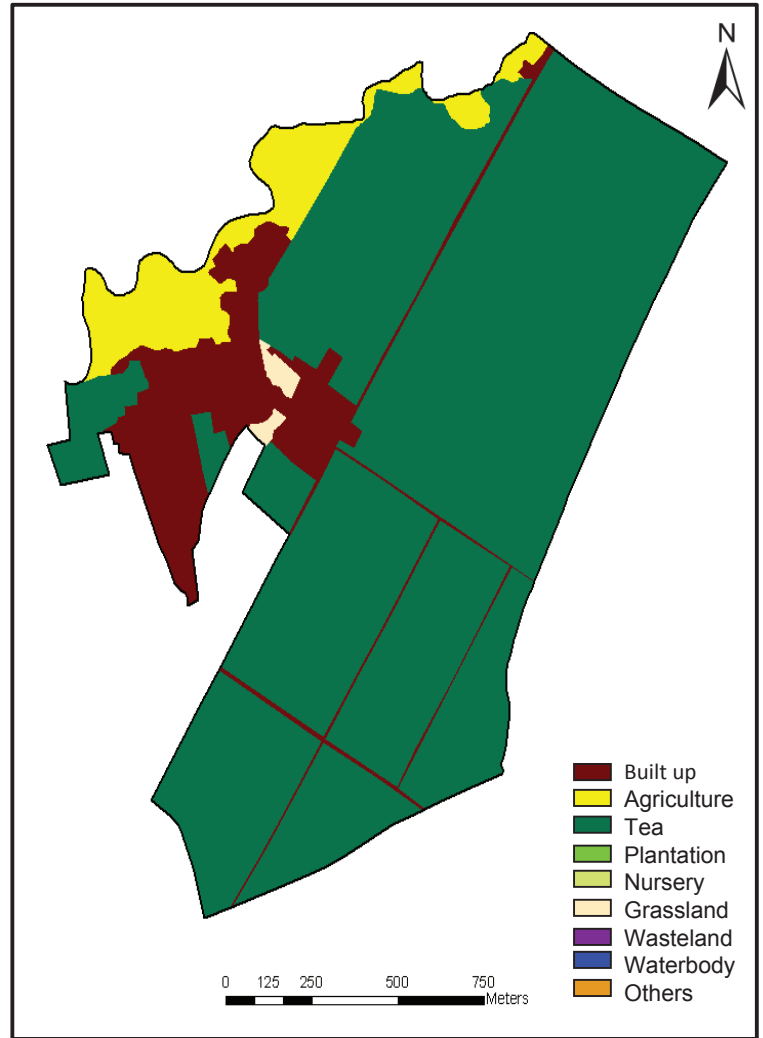 N
Built up
Agriculture
Tea
Plantation
Nursery
Grassland
Wasteland
Waterbody
Others
0 125 250 500 750
Meters